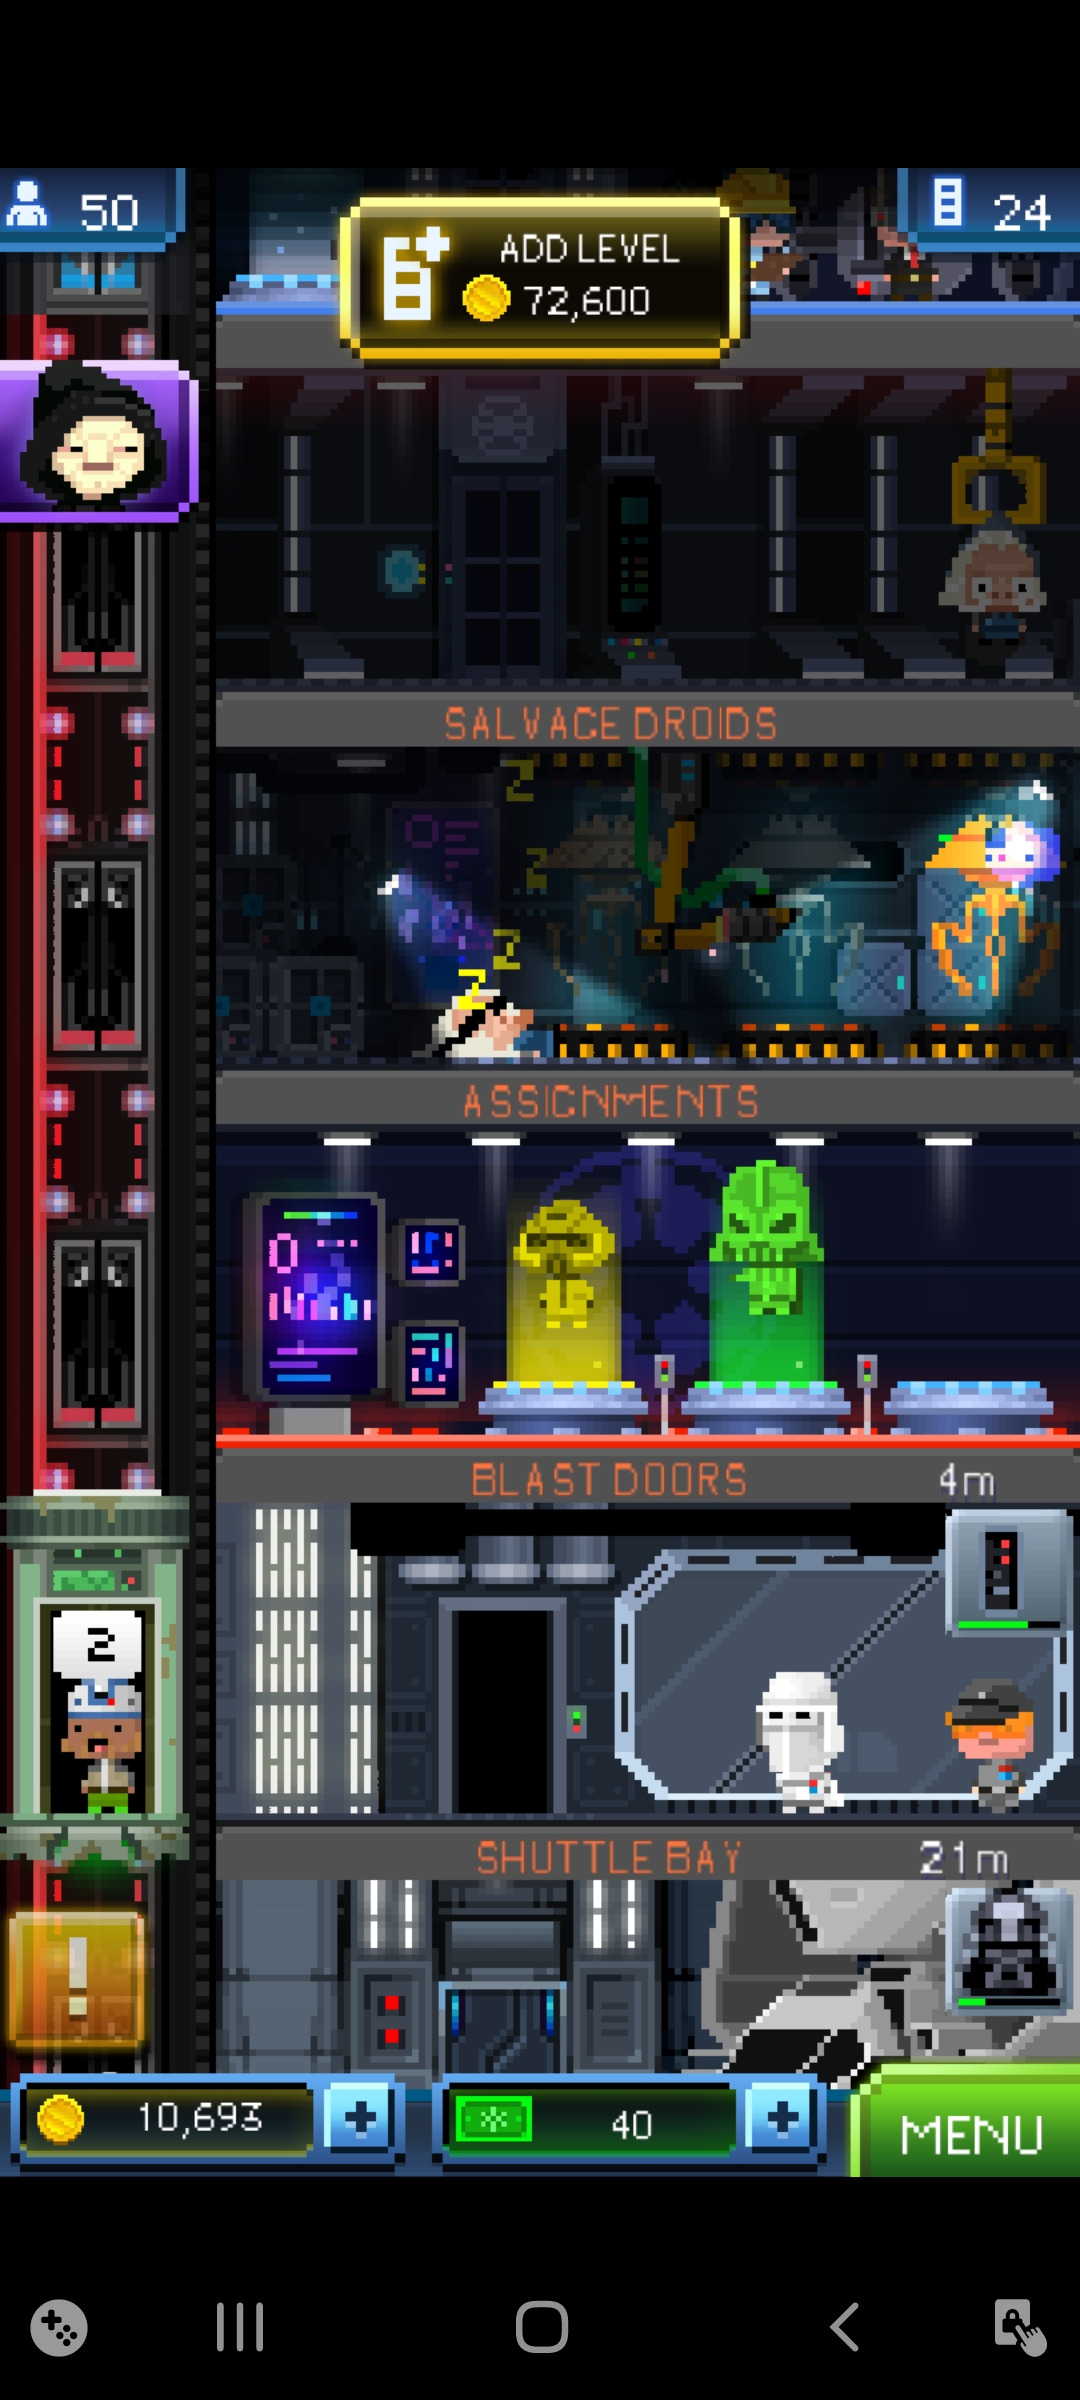 50
24
ADD LEVEL
72,600
SALVAGE DROIDS
Z
Z
Z
Z
ASSIGNMENTS
BLAST DOORS 4m
2
SHUTTLE BAY 21m
!
10,693 +
40 +
MENU